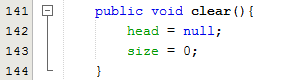 141 public void clear(){
142 head = null;
143 size = 0;
144 }